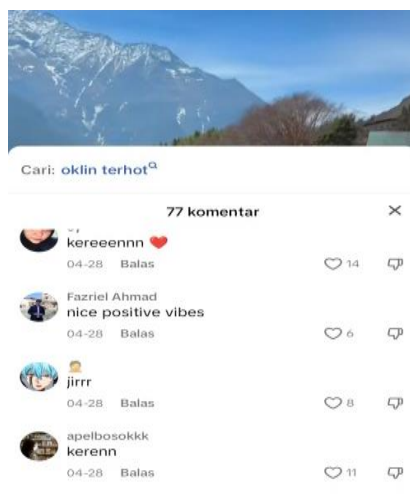 Cari: oklin terhot
77 komentar
kereeennn ❤️
04-28 Balas
14
Fazriel Ahmad
nice positive vibes
04-28 Balas
6
🤦
jirrr
04-28 Balas
8
apelbosokkk
kerenn
04-28 Balas
11